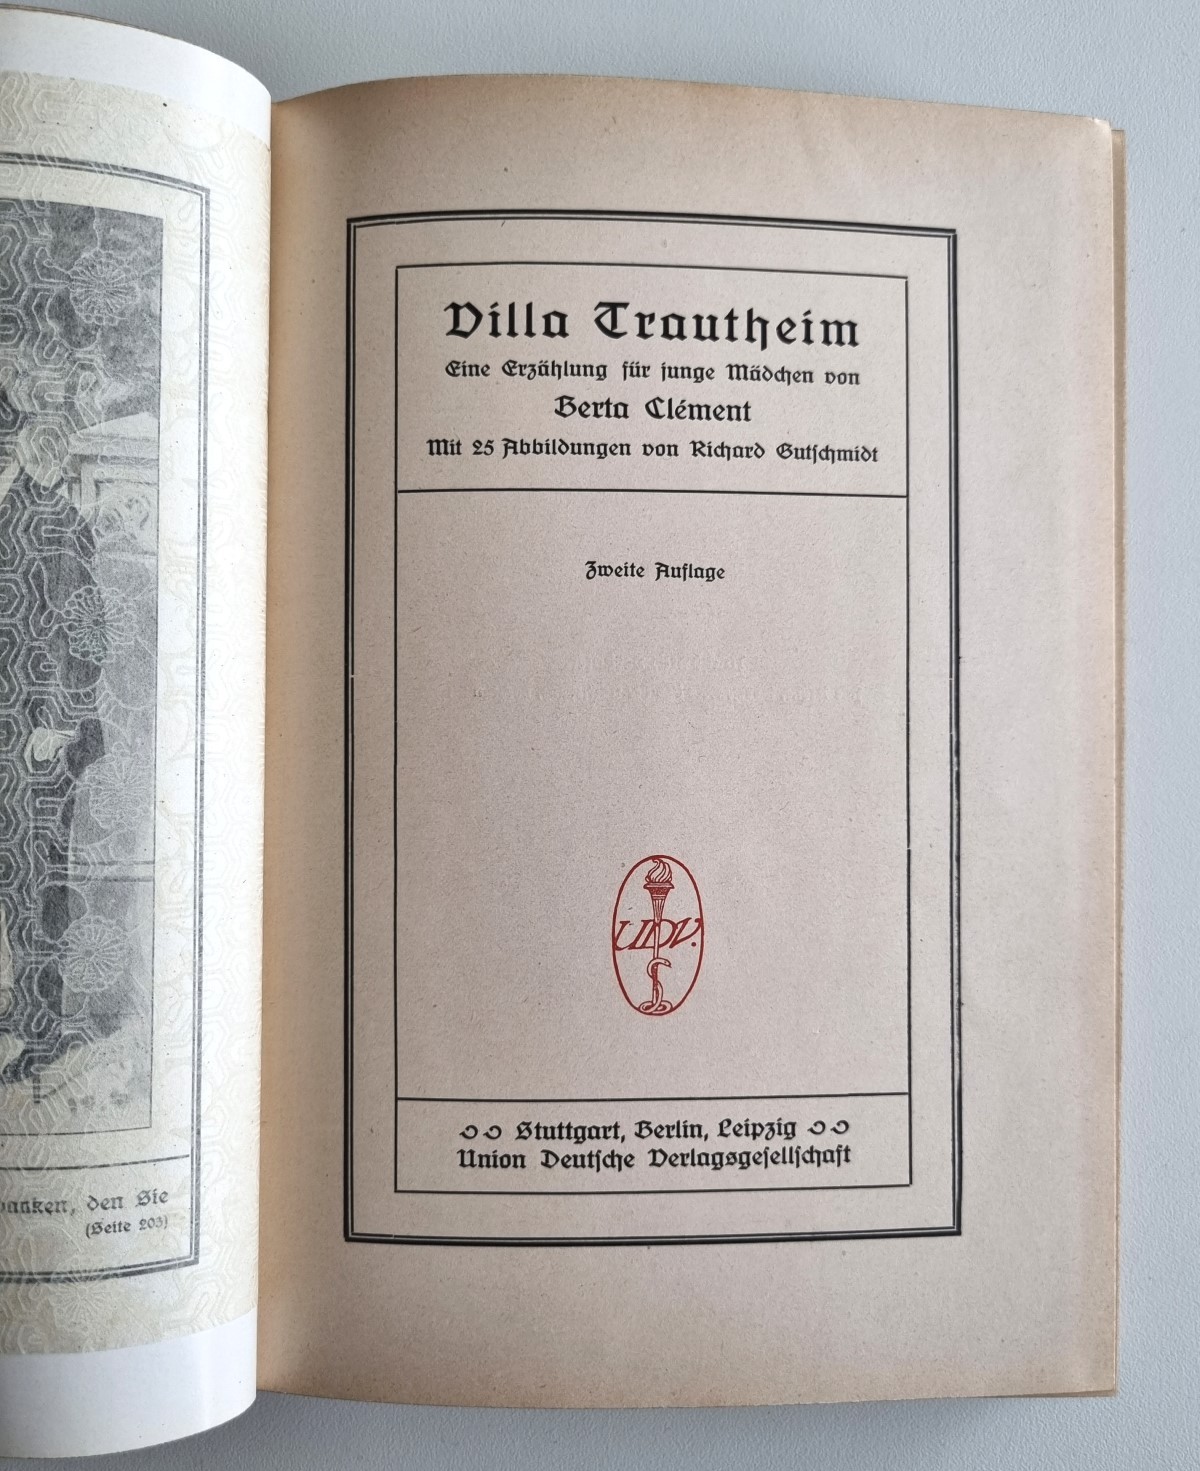 Villa Trautheim
Eine Erzählung für junge Mädchen von
Berta Clément
Mit 25 Abbildungen von Richard Gutſchmidt
Zweite Auflage
UDV.
Stuttgart, Berlin, Leipzig
Union Deutſche Verlagsgeſellſchaft
den Sie
(Seite 203)